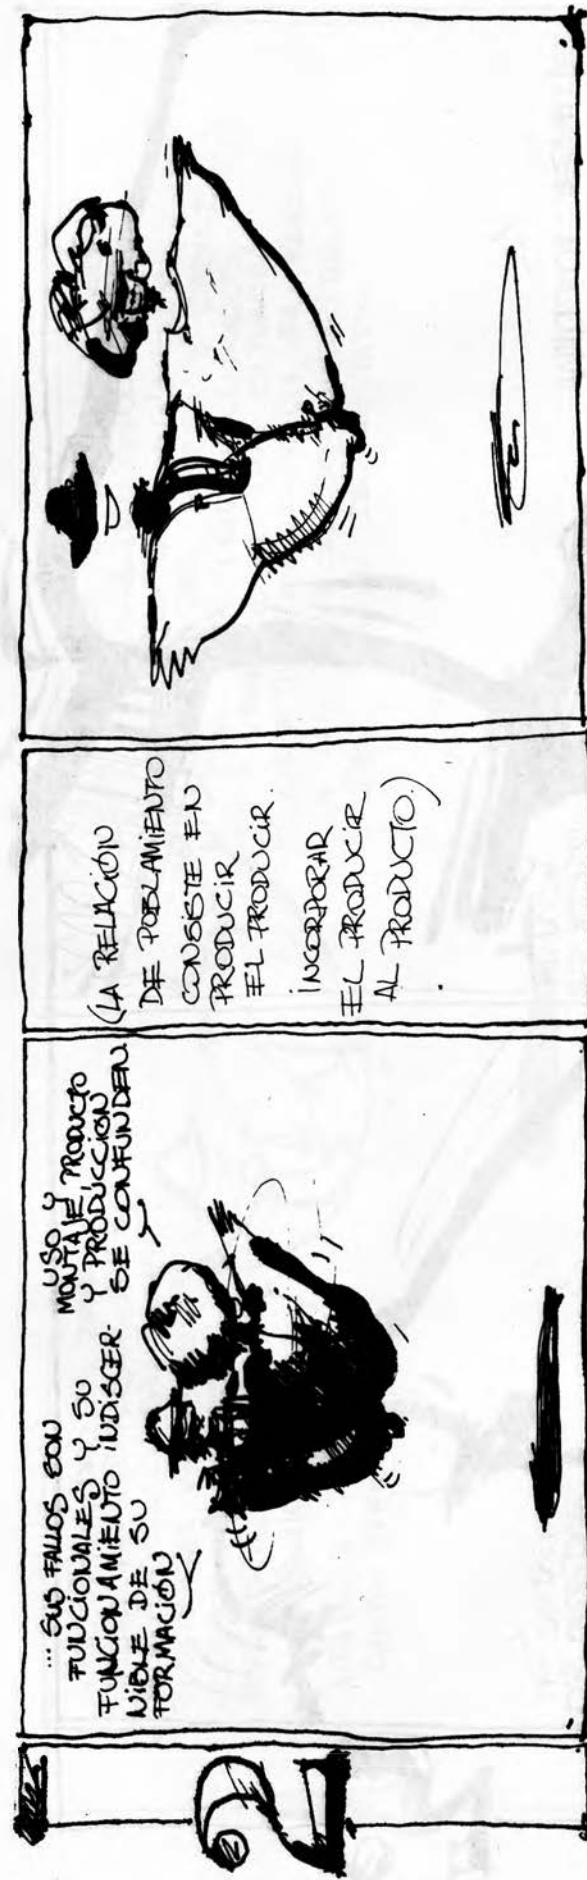 2
... SUS FALLOS SON
FUNCIONALES Y SU
FUNCIONAMIENTO INDISCER-
NIBLE DE SU
FORMACIÓN
USO Y
MONTAJE, PRODUCTO
Y PRODUCCIÓN
SE CONFUNDEN.
(LA RELACIÓN
DE POBLAMIENTO
CONSISTE EN
PRODUCIR
EL PRODUCIR.
INCORPORAR
EL PRODUCIR
AL PRODUCTO.)